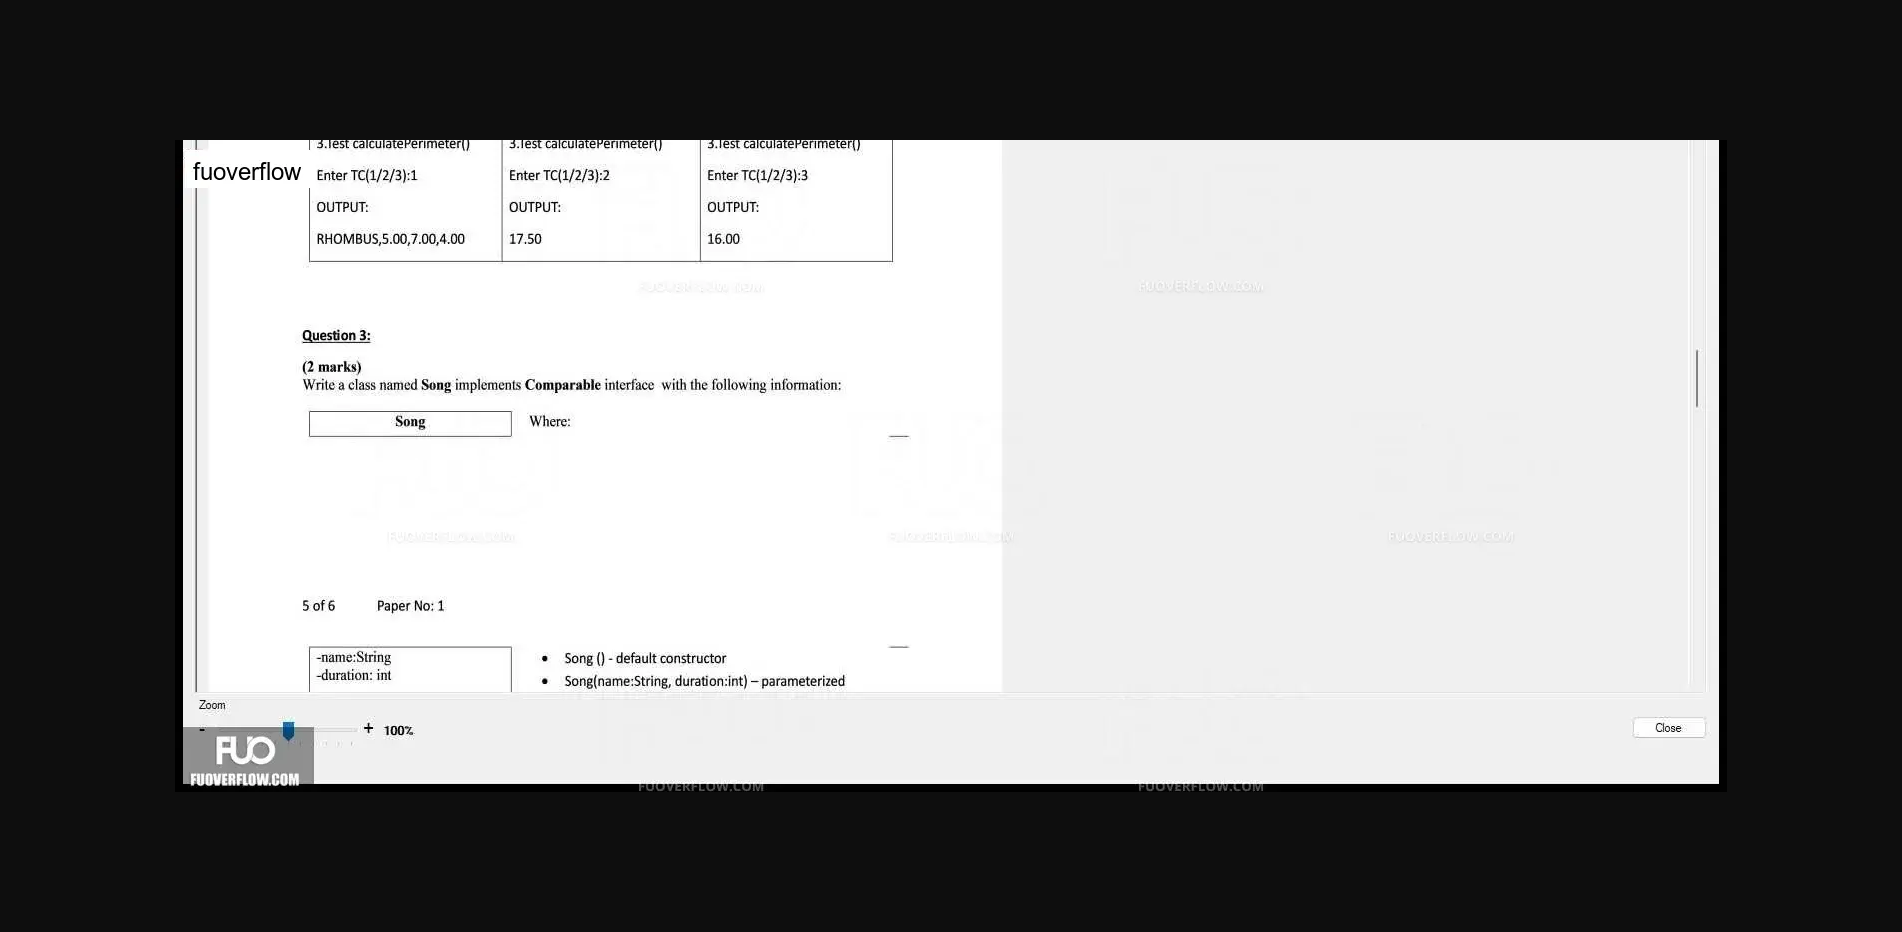 3.Test calculatePerimeter() 3.Test calculatePerimeter() 3.Test calculatePerimeter()
fuoverflow
Enter TC(1/2/3):1 Enter TC(1/2/3):2 Enter TC(1/2/3):3
OUTPUT: OUTPUT: OUTPUT:
RHOMBUS,5.00,7.00,4.00 17.50 16.00
FUOVERFLOW.COM FUOVERFLOW.COM
Question 3:
(2 marks)
Write a class named Song implements Comparable interface with the following information:
Song Where:
FUOVERFLOW.COM FUOVERFLOW.COM FUOVERFLOW.COM
5 of 6 Paper No: 1
-name:String
-duration: int
• Song () - default constructor
• Song(name:String, duration:int) – parameterized
Zoom
- + 100%
Close
FUO
FUOVERFLOW.COM
FUOVERFLOW.COM FUOVERFLOW.COM